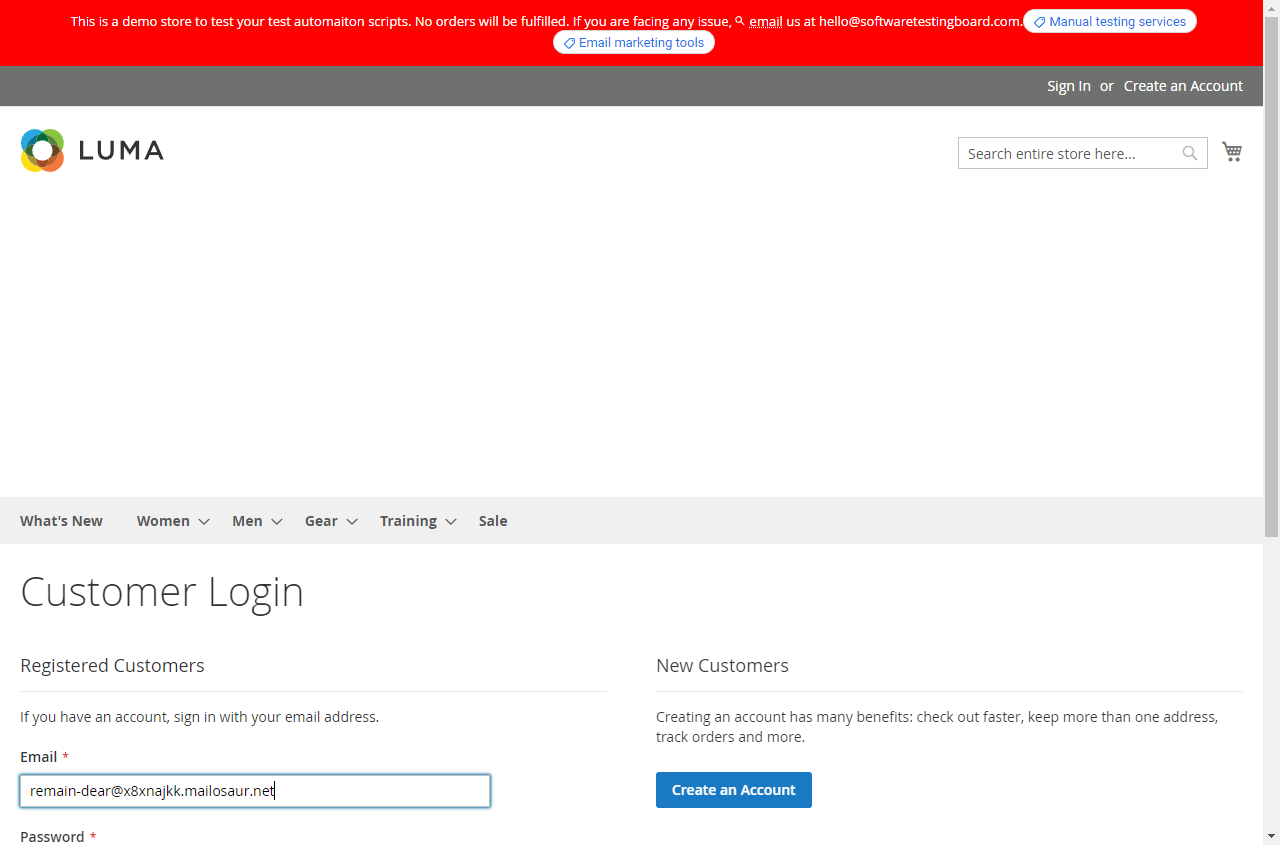 This is a demo store to test your test automaiton scripts. No orders will be fulfilled. If you are facing any issue, email us at hello@softwaretestingboard.com. Manual testing services
Email marketing tools
Sign In or Create an Account
LUMA
Search entire store here...
What's New Women Men Gear Training Sale
Customer Login
Registered Customers
If you have an account, sign in with your email address.
Email *
remain-dear@x8xnajkk.mailosaur.net
Password *
New Customers
Creating an account has many benefits: check out faster, keep more than one address,
track orders and more.
Create an Account